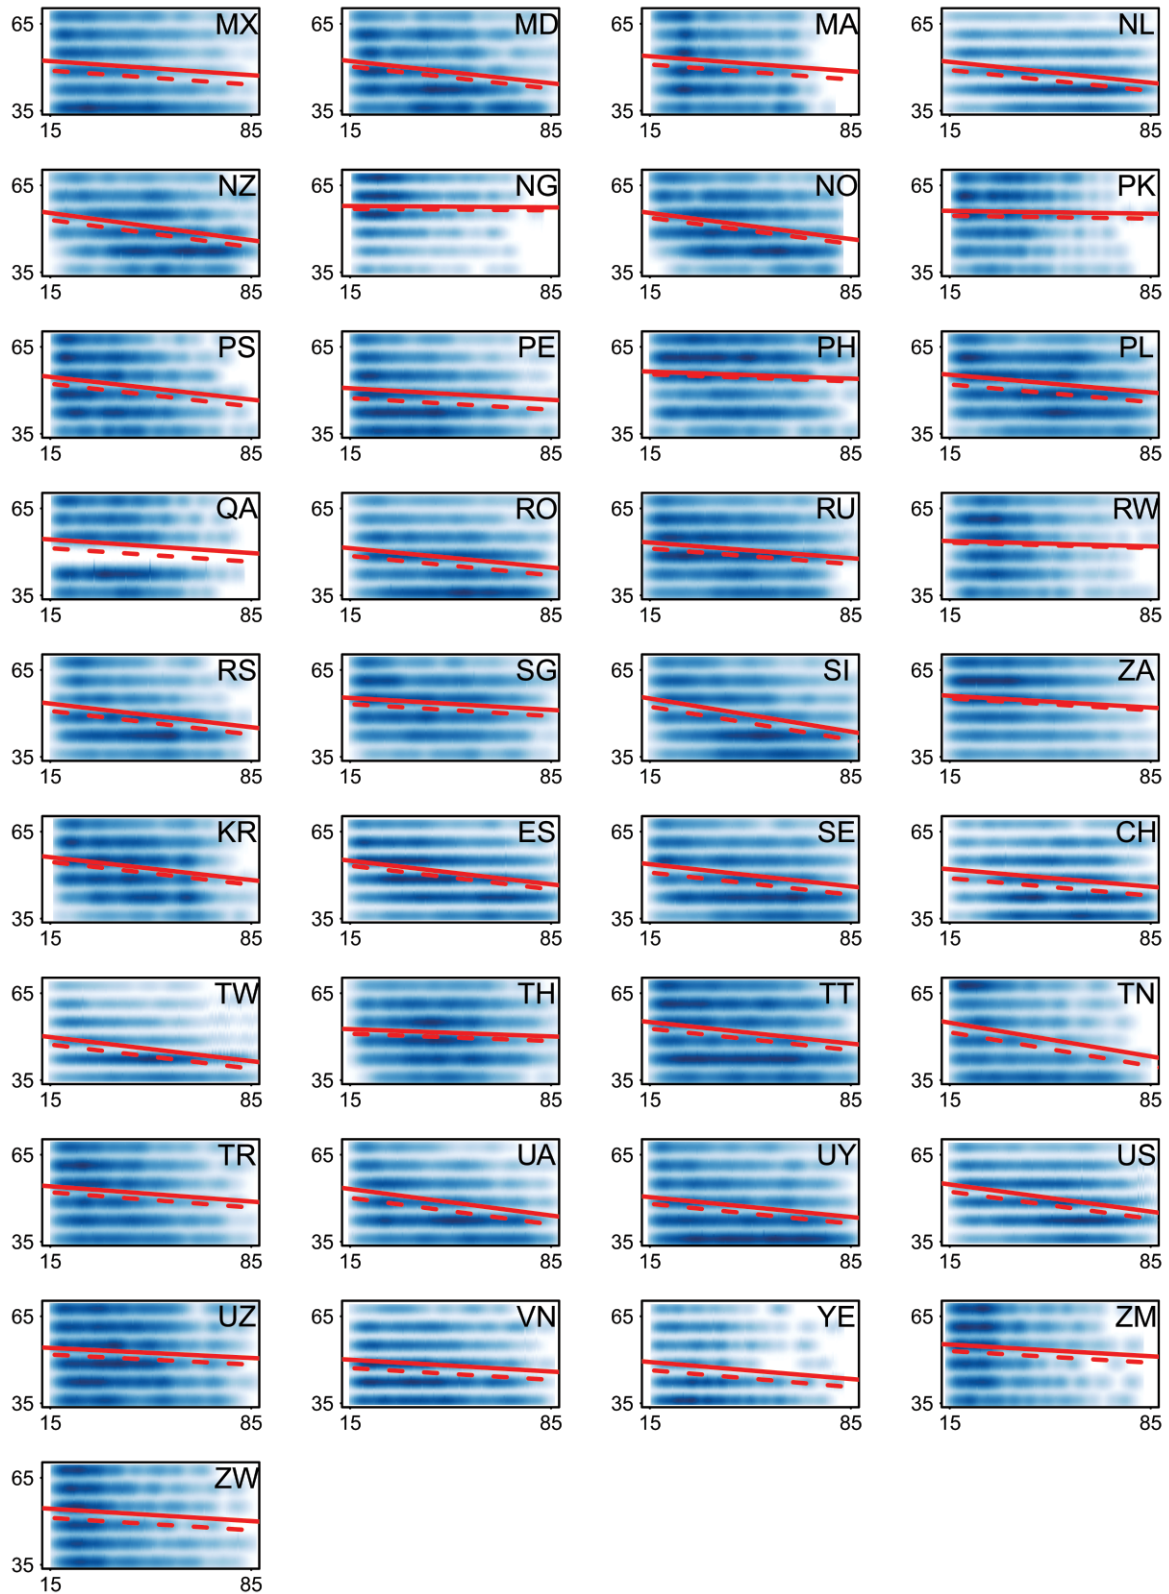 65 MX MD MA NL
35
15 85 15 85 15 85 15 85
65 NZ 65 NG 65 NO 65 PK
35 35 35 35
15 85 15 85 15 85 15 85
65 PS 65 PE 65 PH 65 PL
35 35 35 35
15 85 15 85 15 85 15 85
65 QA 65 RO 65 RU 65 RW
35 35 35 35
15 85 15 85 15 85 15 85
65 RS 65 SG 65 SI 65 ZA
35 35 35 35
15 85 15 85 15 85 15 85
65 KR 65 ES 65 SE 65 CH
35 35 35 35
15 85 15 85 15 85 15 85
65 TW 65 TH 65 TT 65 TN
35 35 35 35
15 85 15 85 15 85 15 85
65 TR 65 UA 65 UY 65 US
35 35 35 35
15 85 15 85 15 85 15 85
65 UZ 65 VN 65 YE 65 ZM
35 35 35 35
15 85 15 85 15 85 15 85
65 ZW
35
15 85